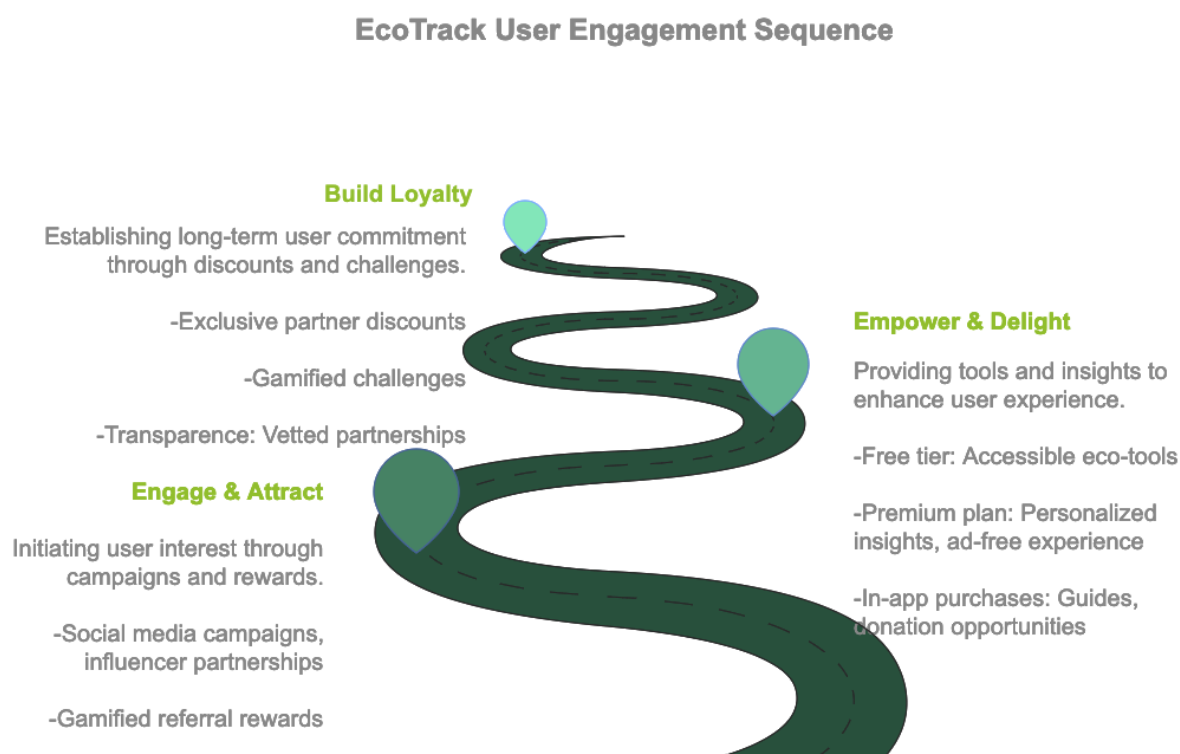 EcoTrack User Engagement Sequence
Build Loyalty
Establishing long-term user commitment
through discounts and challenges.
-Exclusive partner discounts
-Gamified challenges
-Transparence: Vetted partnerships
Empower & Delight
Providing tools and insights to
enhance user experience.
-Free tier: Accessible eco-tools
-Premium plan: Personalized
insights, ad-free experience
-In-app purchases: Guides,
donation opportunities
Engage & Attract
Initiating user interest through
campaigns and rewards.
-Social media campaigns,
influencer partnerships
-Gamified referral rewards